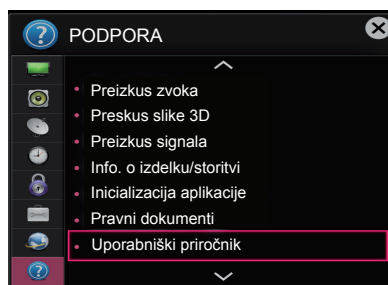 PODPORA
Preizkus zvoka
Preskus slike 3D
Preizkus signala
Info. o izdelku/storitvi
Inicializacija aplikacije
Pravni dokumenti
Uporabniški priročnik